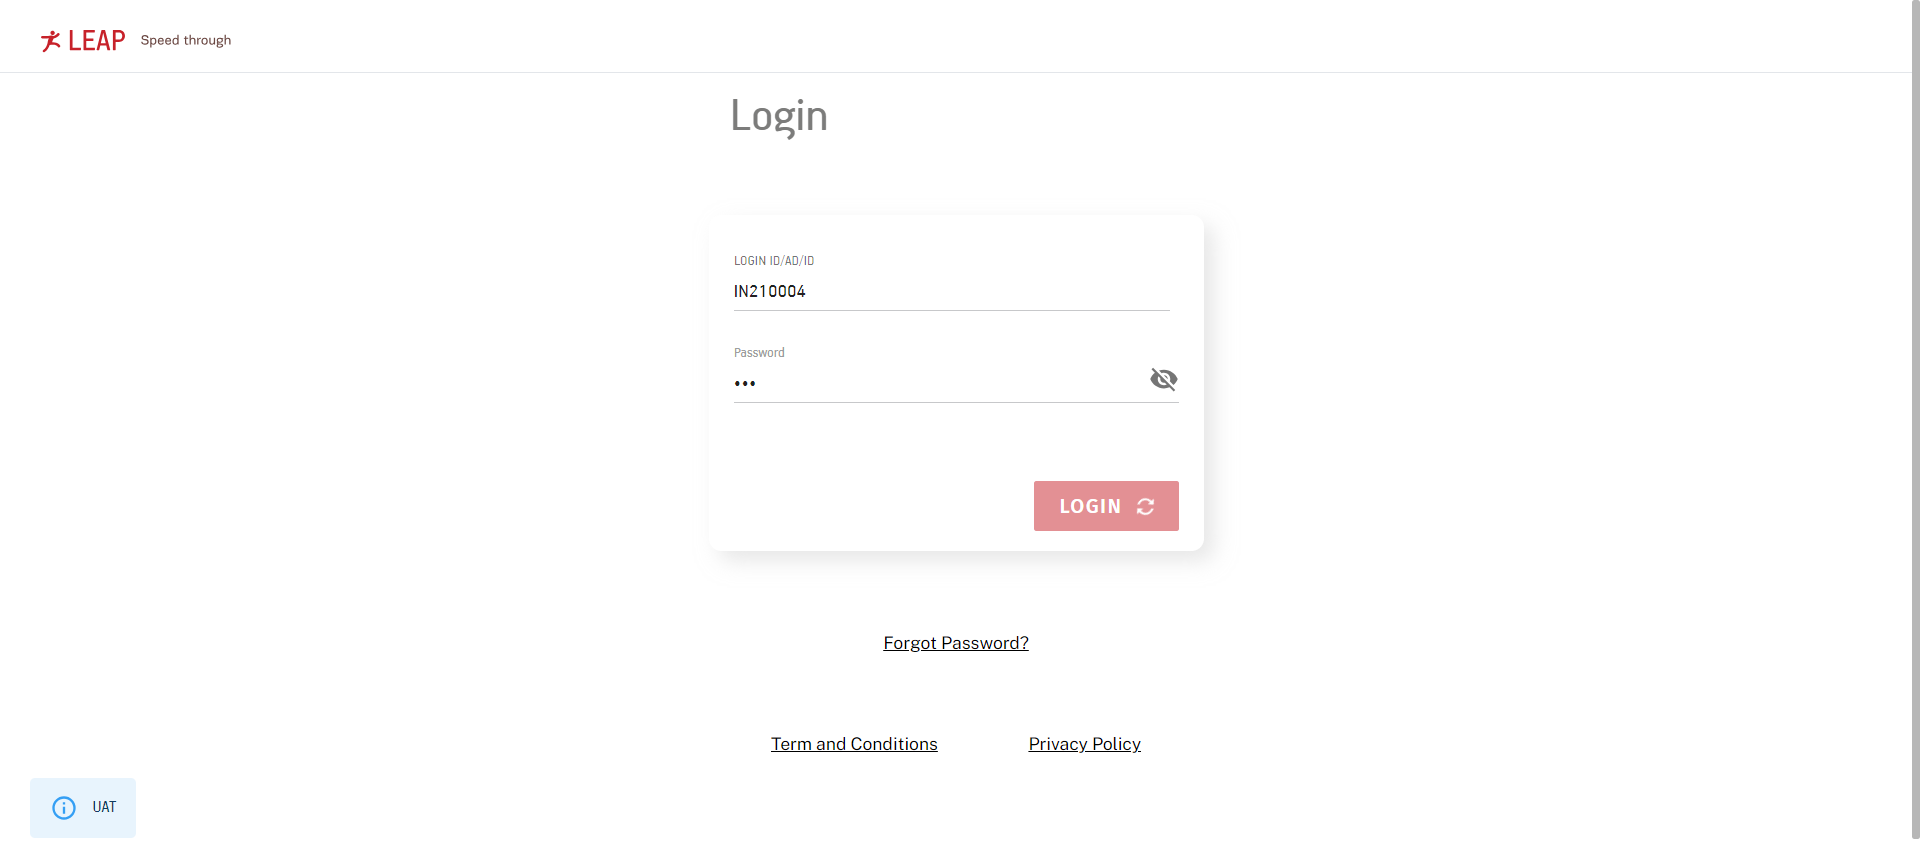 LEAP Speed through
Login
LOGIN ID/AD/ID
IN210004
Password
•••
LOGIN
Forgot Password?
Term and Conditions Privacy Policy
UAT